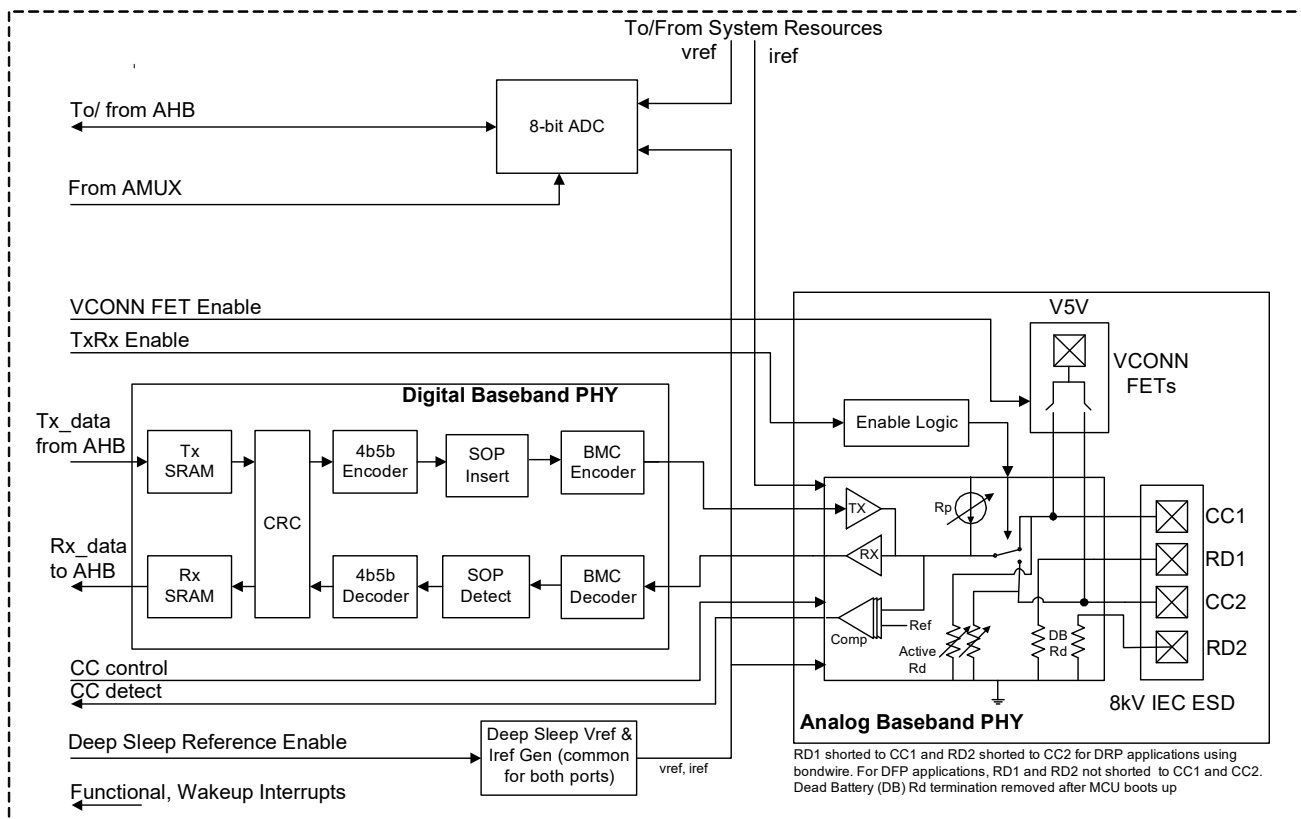 To/From System Resources
vref
iref
To/ from AHB
8-bit ADC
From AMUX
VCONN FET Enable
TxRx Enable
V5V
VCONN
FETs
Digital Baseband PHY
Enable Logic
Tx_data
from AHB
Tx
SRAM
CRC
4b5b
Encoder
SOP
Insert
BMC
Encoder
TX
Rp
CC1
Rx_data
to AHB
Rx
SRAM
4b5b
Decoder
SOP
Detect
BMC
Decoder
RX
RD1
CC2
Comp
Ref
Active
Rd
DB
Rd
RD2
CC control
CC detect
8kV IEC ESD
Analog Baseband PHY
Deep Sleep Reference Enable
Deep Sleep Vref &
Iref Gen (common
for both ports)
vref, iref
RD1 shorted to CC1 and RD2 shorted to CC2 for DRP applications using
bondwire. For DFP applications, RD1 and RD2 not shorted to CC1 and CC2.
Dead Battery (DB) Rd termination removed after MCU boots up
Functional, Wakeup Interrupts